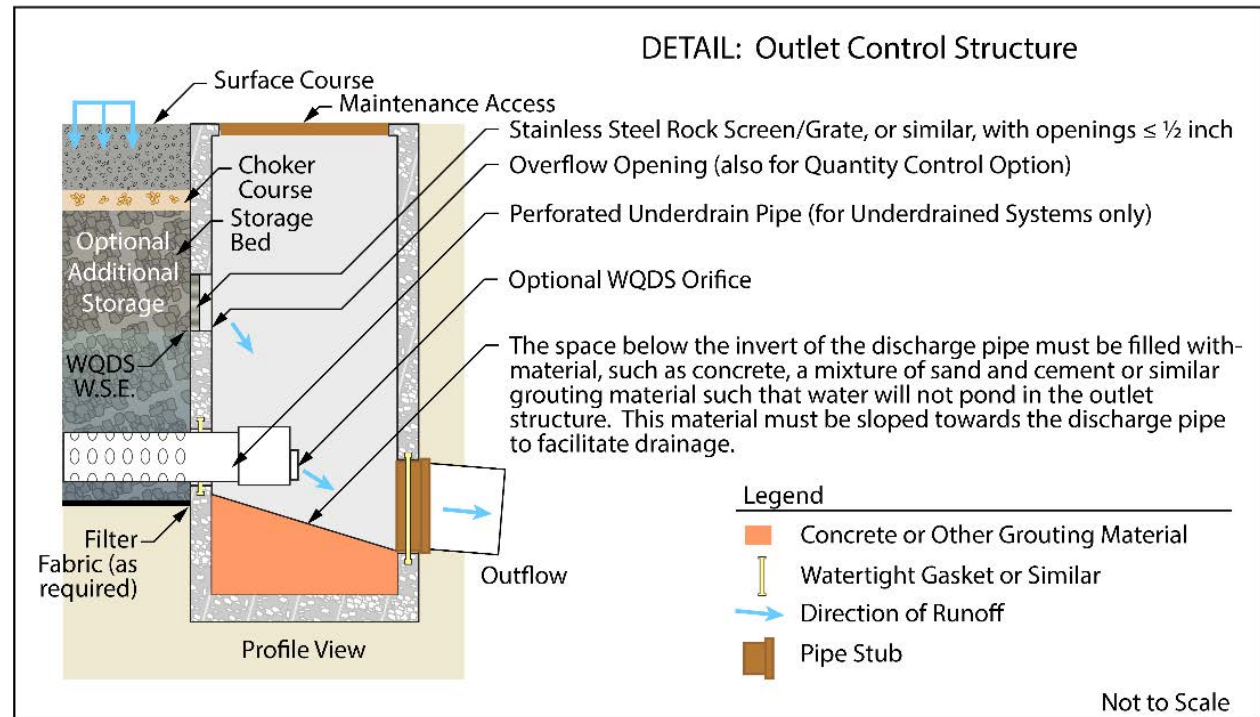 DETAIL: Outlet Control Structure
Surface Course
Maintenance Access
Stainless Steel Rock Screen/Grate, or similar, with openings ≤ ½ inch
Overflow Opening (also for Quantity Control Option)
Choker
Course
Perforated Underdrain Pipe (for Underdrained Systems only)
Storage
Bed
Optional
Additional
Storage
Optional WQDS Orifice
WQDS
W.S.E.
The space below the invert of the discharge pipe must be filled with-
material, such as concrete, a mixture of sand and cement or similar
grouting material such that water will not pond in the outlet
structure. This material must be sloped towards the discharge pipe
to facilitate drainage.
Filter
Fabric (as
required)
Outflow
Profile View
Legend
Concrete or Other Grouting Material
Watertight Gasket or Similar
Direction of Runoff
Pipe Stub
Not to Scale